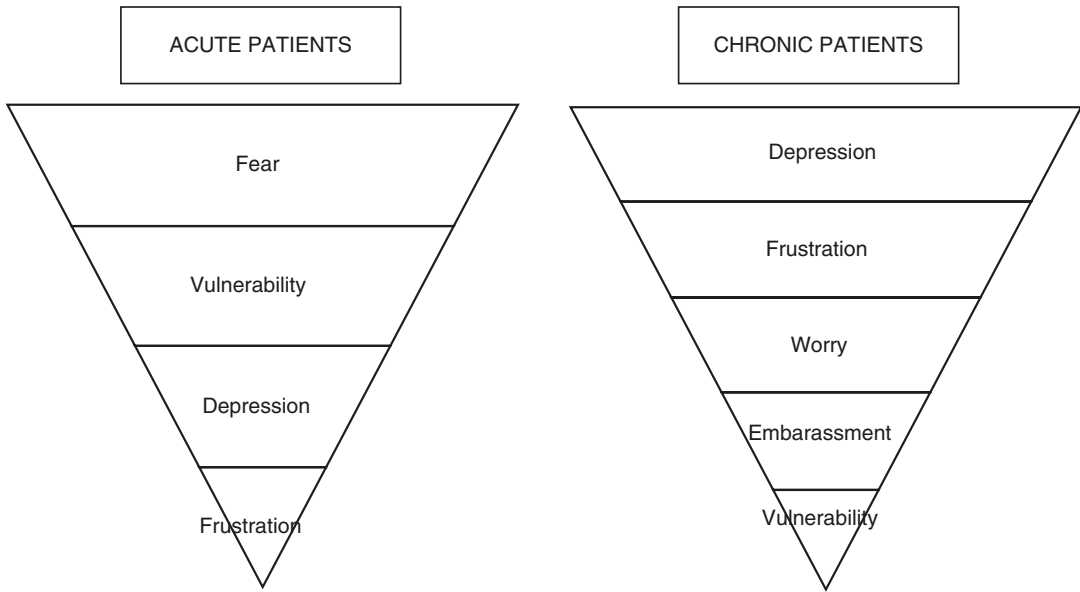 ACUTE PATIENTS
Fear
Vulnerability
Depression
Frustration
CHRONIC PATIENTS
Depression
Frustration
Worry
Embarassment
Vulnerability